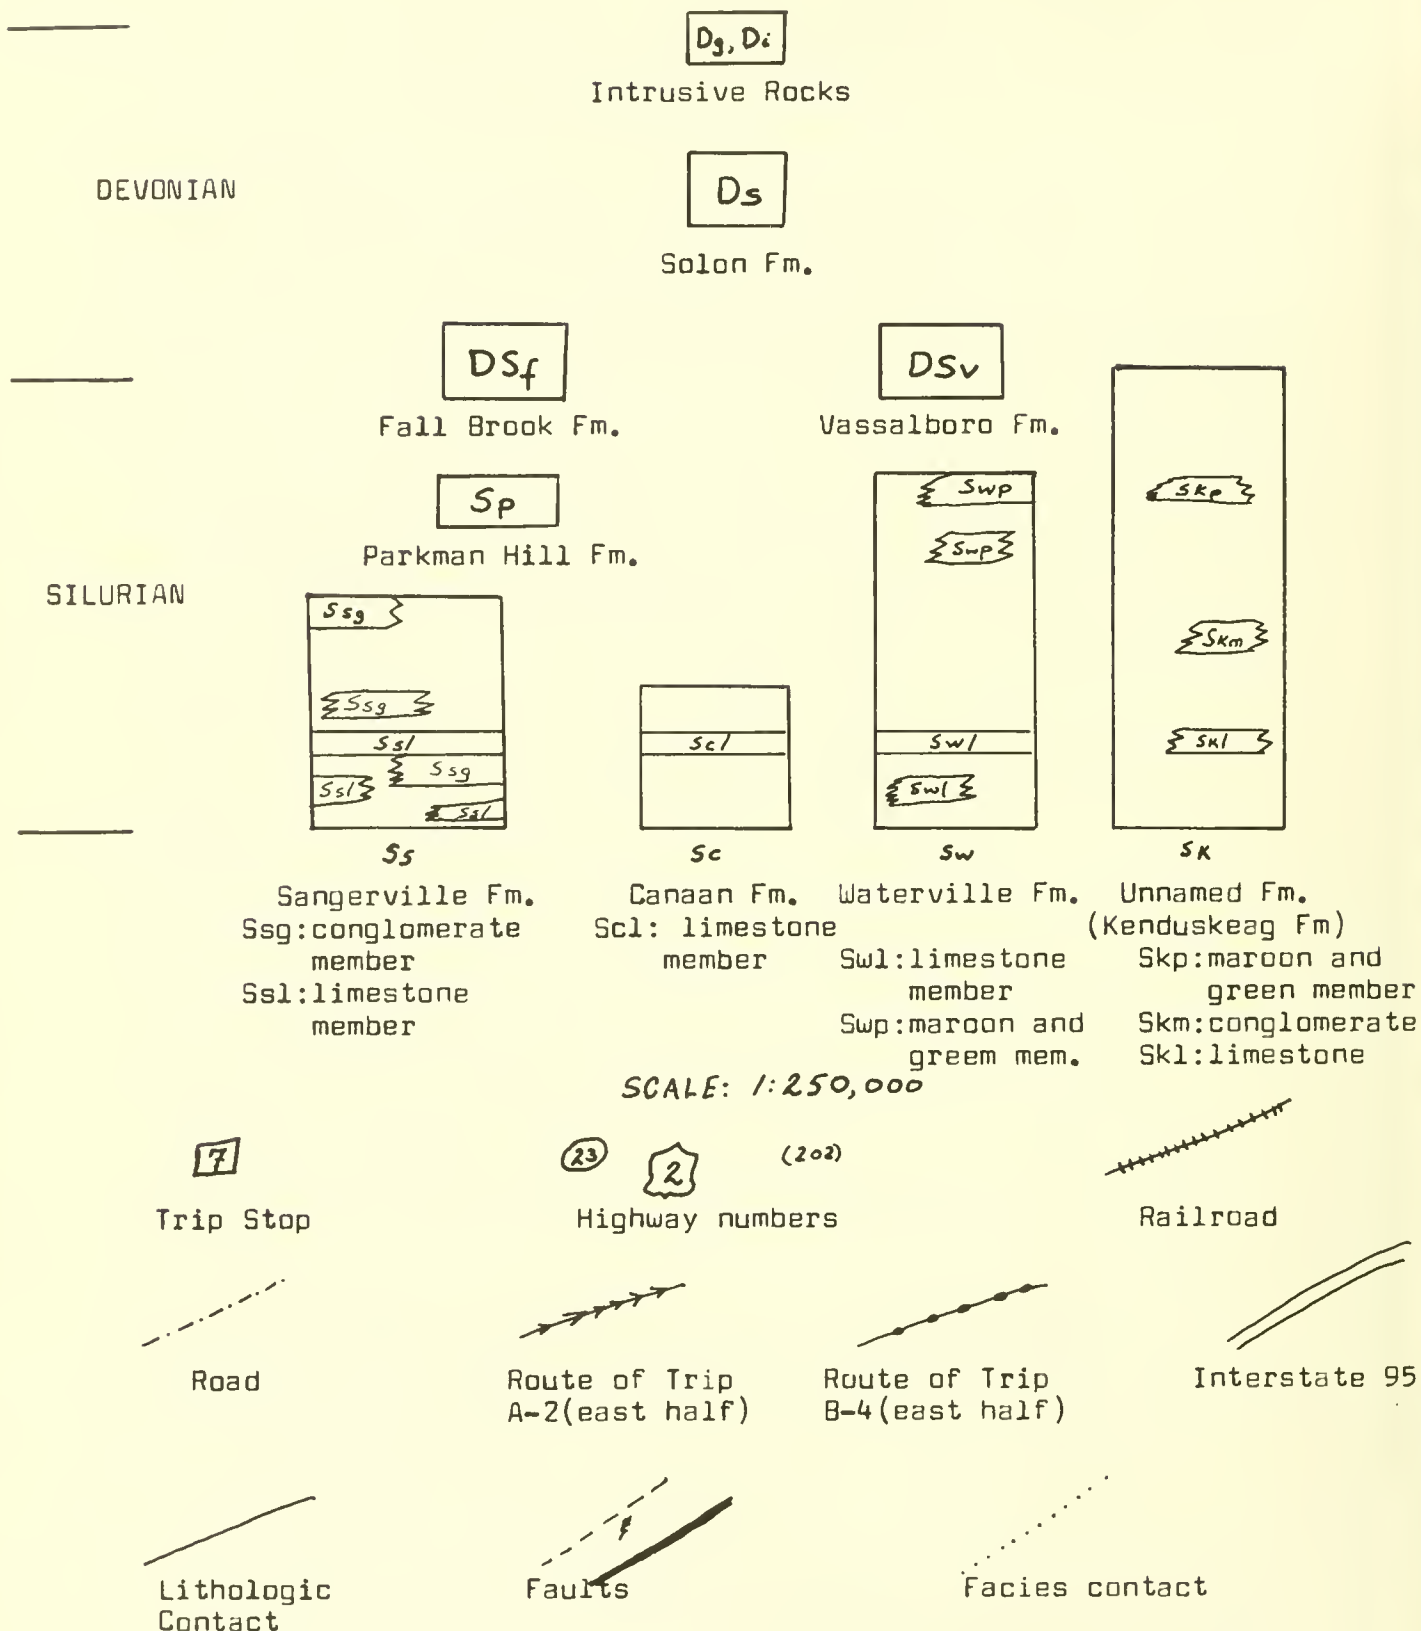 Dg, Di
Intrusive Rocks
DEVONIAN
Ds
Solon Fm.
DSf
Fall Brook Fm.
DSv
Vassalboro Fm.
Sp
Parkman Hill Fm.
SILURIAN
Ssg
Ssg
Ssl
Ssg
Ssl
Ssl
Scl
Swp
Swp
Swl
Swl
Skp
Skm
Skl
Ss
Sangerville Fm.
Ssg:conglomerate
member
Ssl:limestone
member
Sc
Canaan Fm.
Scl: limestone
member
Sw
Waterville Fm.
Swl:limestone
member
Swp:maroon and
greem mem.
SK
Unnamed Fm.
(Kenduskeag Fm)
Skp:maroon and
green member
Skm:conglomerate
Skl:limestone
SCALE: 1:250,000
7
Trip Stop
23 2 (202)
Highway numbers
Railroad
Road
Route of Trip
A-2(east half)
Route of Trip
B-4(east half)
Interstate 95
Lithologic
Contact
Faults
Facies contact